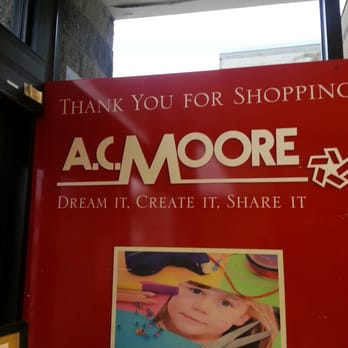 THANK YOU FOR SHOPPING
A.C. MOORE
DREAM IT, CREATE IT, SHARE IT